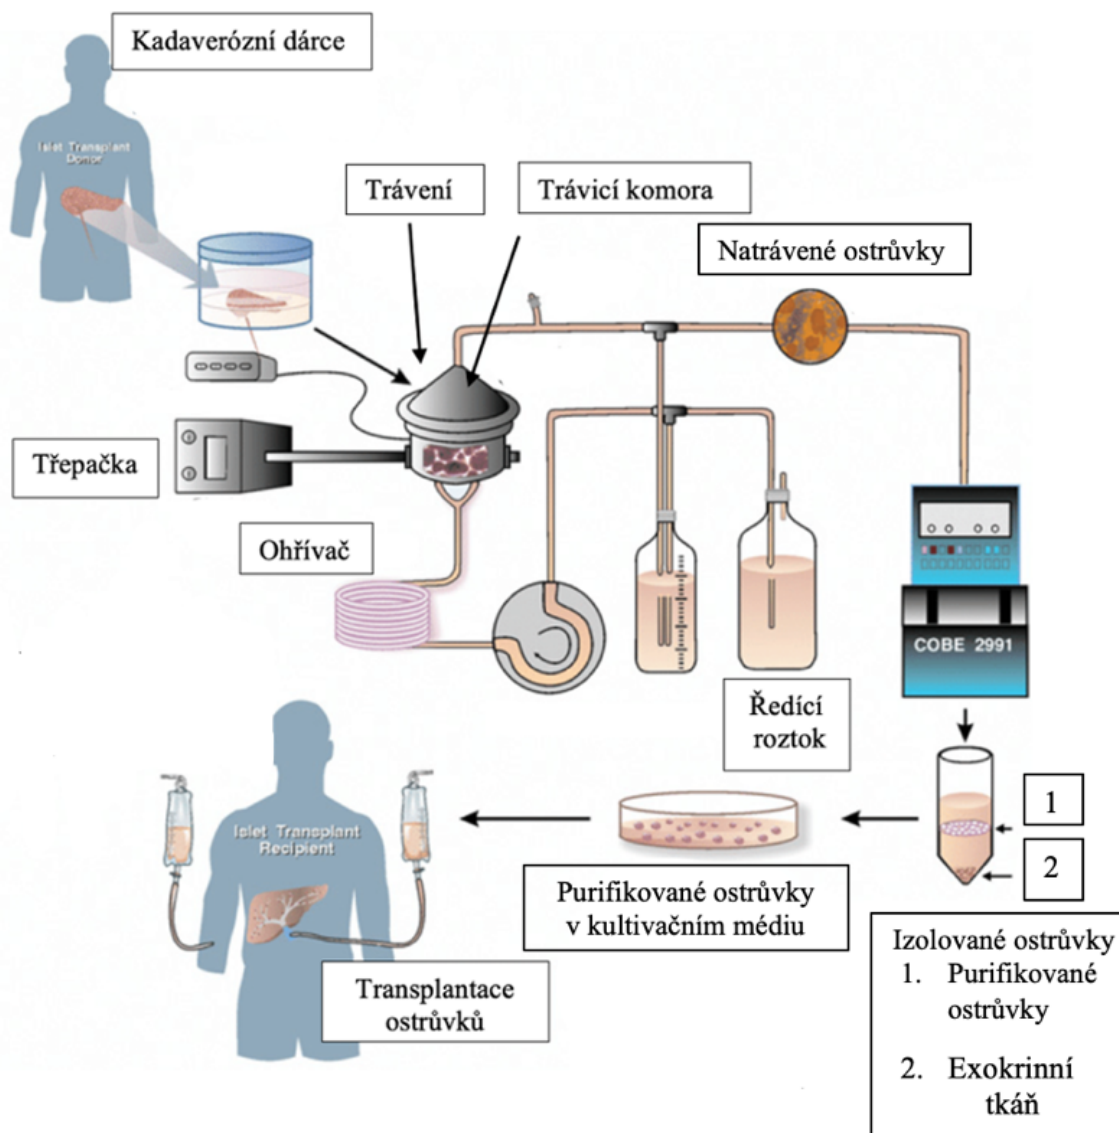 Kadaverózní dárce
Islet Transplant
Donor
Trávení
Trávicí komora
Natrávené ostrůvky
Třepačka
Ohřívač
COBE 2991
Ředící
roztok
1
2
Islet Transplant
Recipient
Purifikované ostrůvky
v kultivačním médiu
Transplantace
ostrůvků
Izolované ostrůvky
1. Purifikované
ostrůvky
2. Exokrinní
tkáň